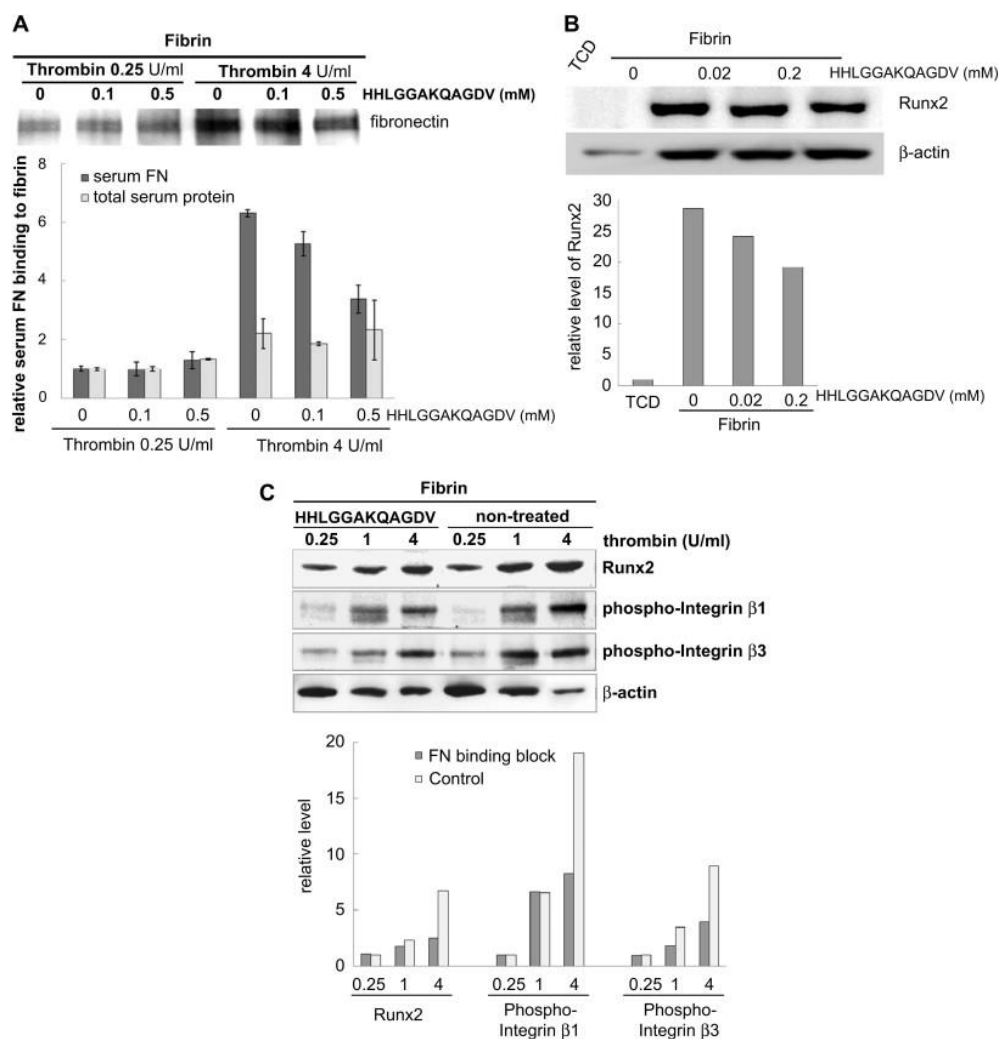 A
Fibrin
Thrombin 0.25 U/ml Thrombin 4 U/ml
0 0.1 0.5 0 0.1 0.5 HHLGGAKQAGDV (mM)
fibronectin
relative serum FN binding to fibrin
8
6
4
2
0
serum FN
total serum protein
0 0.1 0.5 0 0.1 0.5 HHLGGAKQAGDV (mM)
Thrombin 0.25 U/ml Thrombin 4 U/ml
B
TCD
Fibrin
0 0.02 0.2 HHLGGAKQAGDV (mM)
Runx2
β-actin
relative level of Runx2
30
25
20
15
10
5
0
TCD 0 0.02 0.2 HHLGGAKQAGDV (mM)
Fibrin
C
Fibrin
HHLGGAKQAGDV non-treated
0.25 1 4 0.25 1 4 thrombin (U/ml)
Runx2
phospho-Integrin β1
phospho-Integrin β3
β-actin
relative level
20
15
10
5
0
FN binding block
Control
0.25 1 4 0.25 1 4 0.25 1 4
Runx2 Phospho-Integrin β1 Phospho-Integrin β3